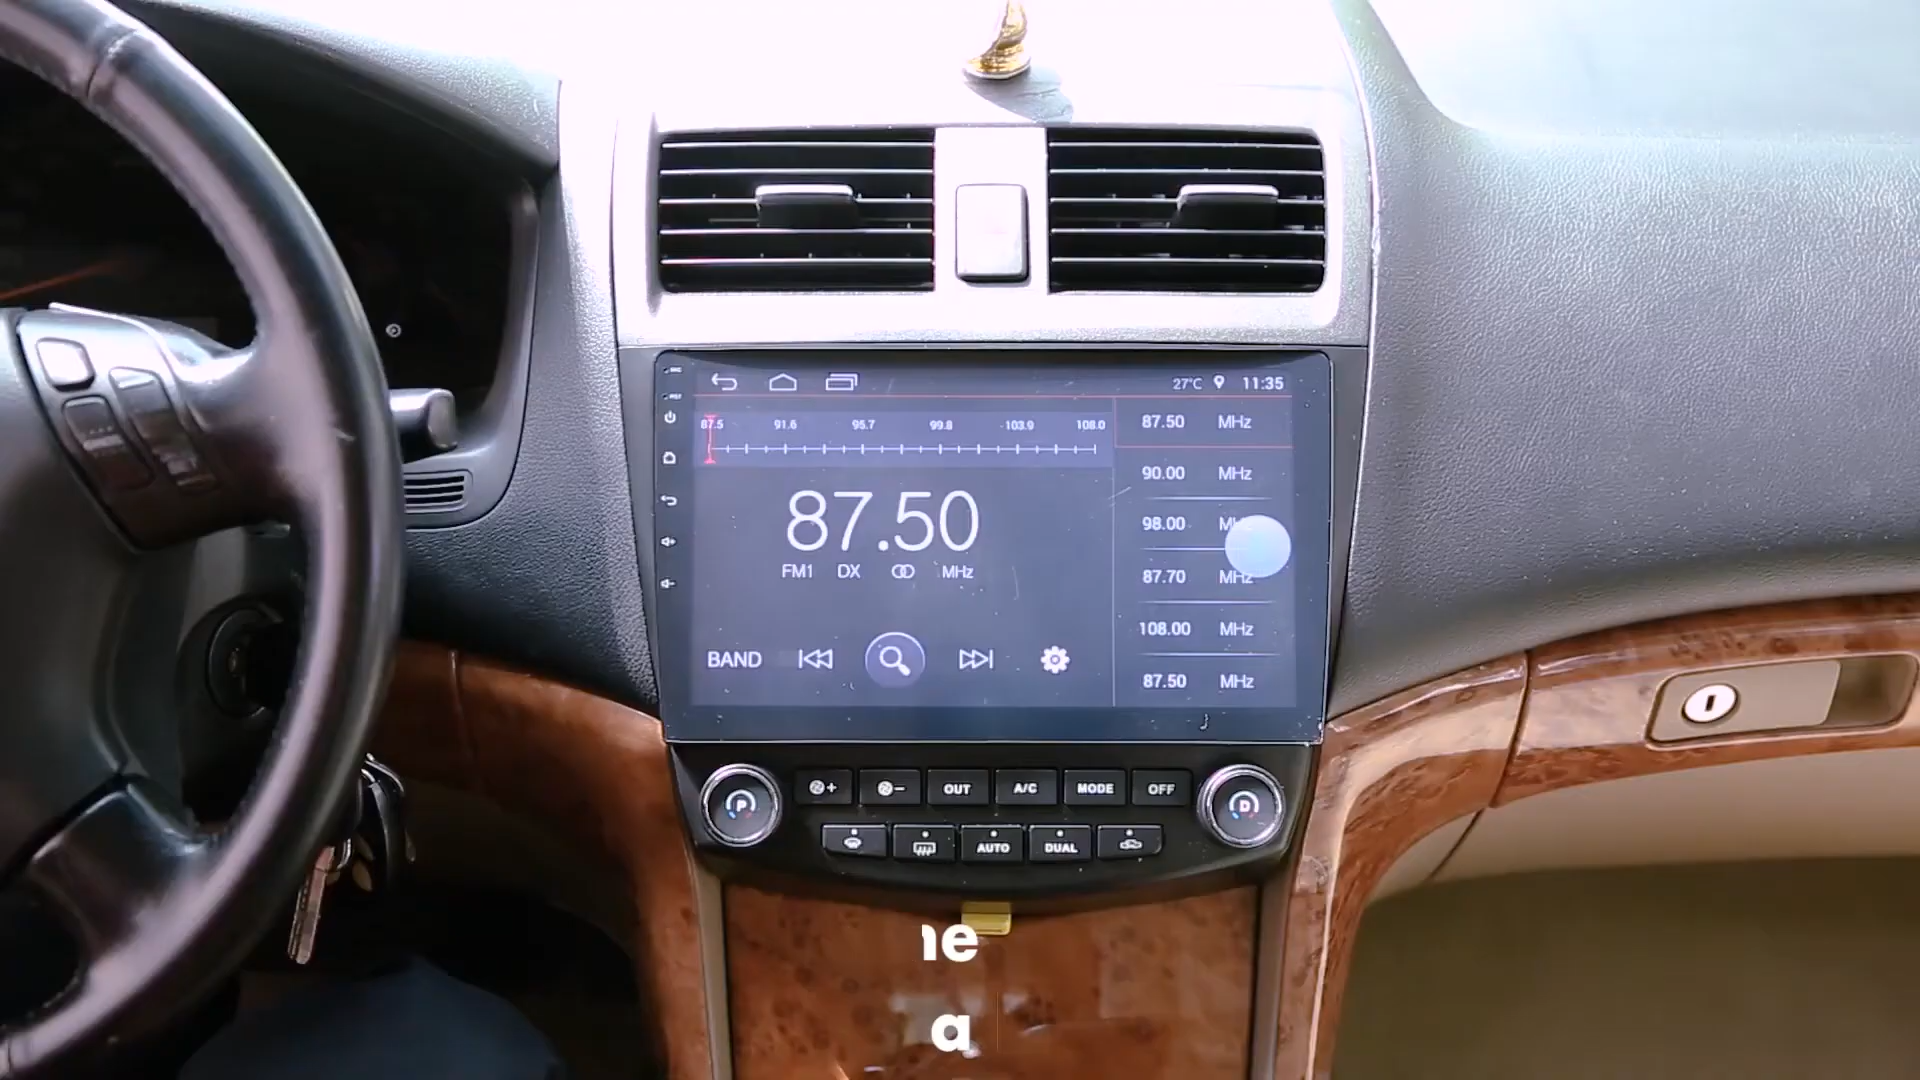 27°C 11:35
87.5 91.6 95.7 99.8 103.9 108.0
87.50 MHz
90.00 MHz
98.00
87.70 MHz
108.00 MHz
87.50 MHz
87.50
FM1 DX MHz
BAND
P
OUT A/C MODE OFF
D
AUTO DUAL
a